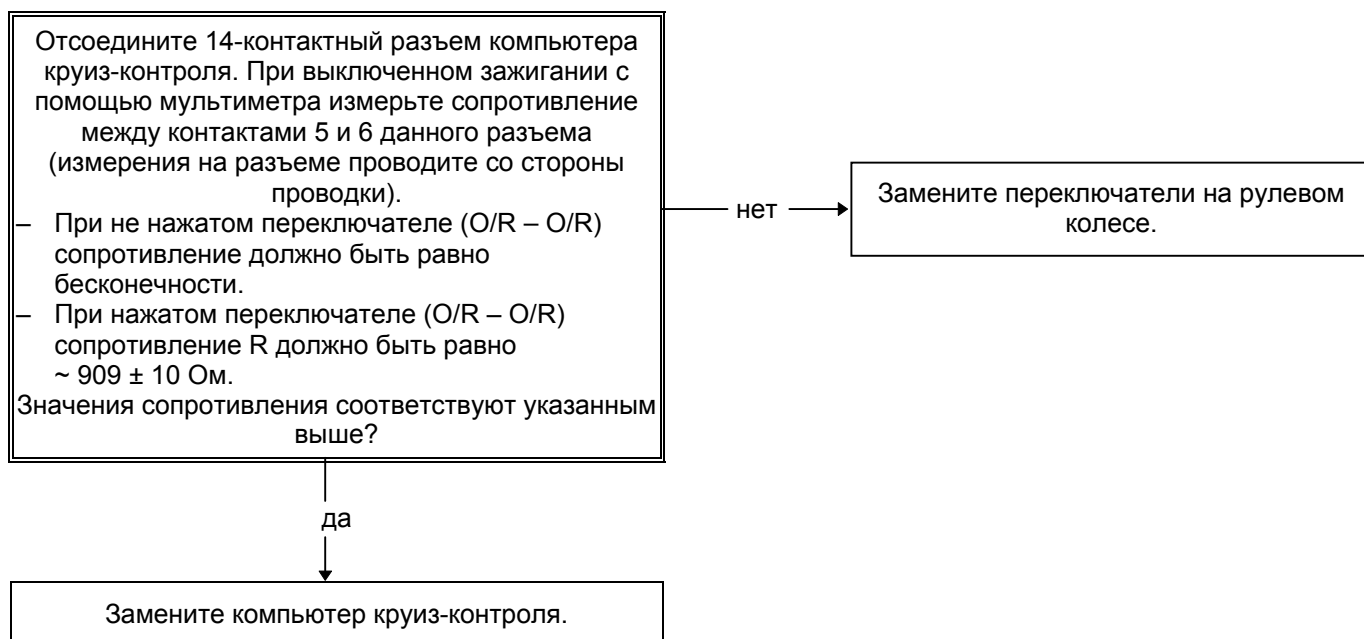 Отсоедините 14-контактный разъем компьютера
круиз-контроля. При выключенном зажигании с
помощью мультиметра измерьте сопротивление
между контактами 5 и 6 данного разъема
(измерения на разъеме проводите со стороны
проводки).
– При не нажатом переключателе (O/R – O/R)
сопротивление должно быть равно
бесконечности.
– При нажатом переключателе (O/R – O/R)
сопротивление R должно быть равно
~ 909 ± 10 Ом.
Значения сопротивления соответствуют указанным
выше?
нет
Замените переключатели на рулевом
колесе.
да
Замените компьютер круиз-контроля.